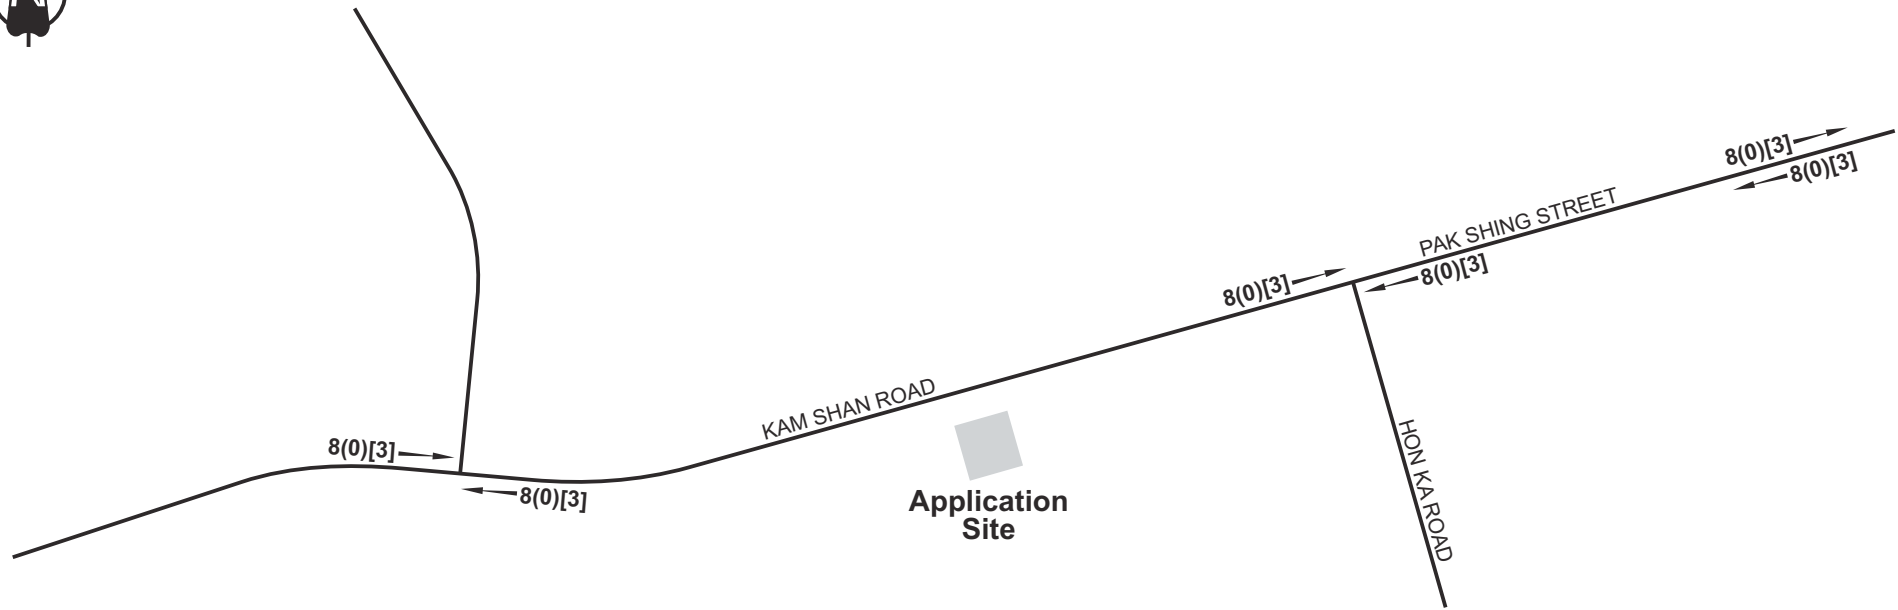 8(0)[3]
8(0)[3]
PAK SHING STREET
8(0)[3]
8(0)[3]
KAM SHAN ROAD
8(0)[3]
8(0)[3]
HON KA ROAD
Application
Site